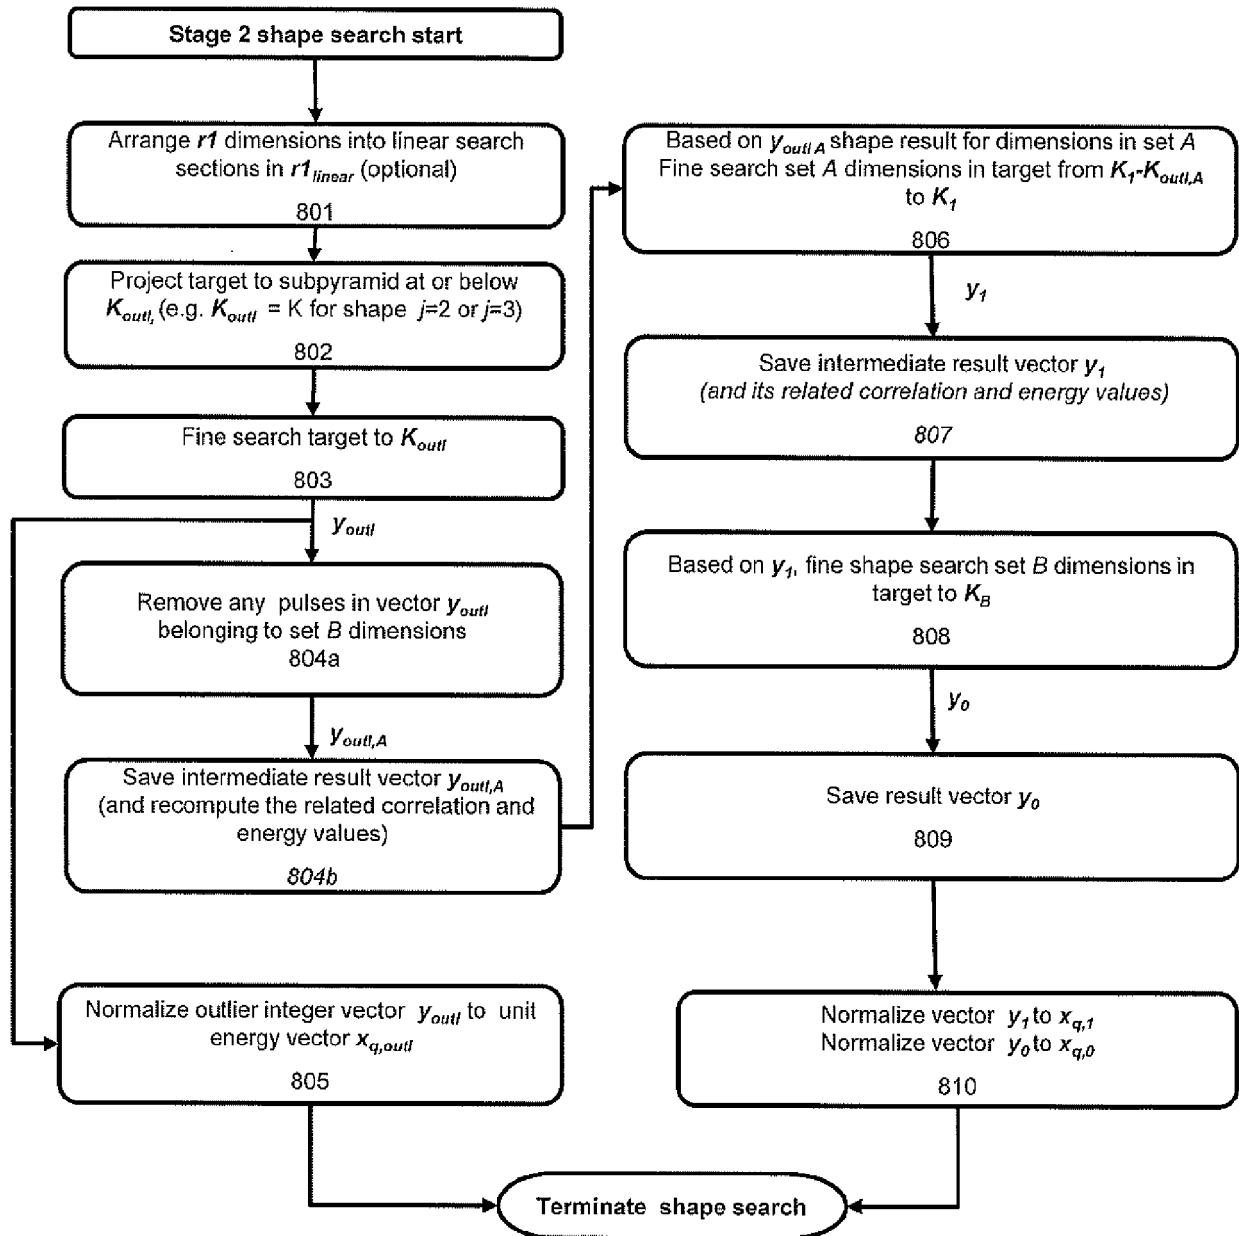 Stage 2 shape search start
Arrange r1 dimensions into linear search
sections in r1linear (optional)
801
Project target to subpyramid at or below
Koutl, (e.g. Koutl = K for shape j=2 or j=3)
802
Fine search target to Koutl
803
youtl
Remove any pulses in vector youtl
belonging to set B dimensions
804a
youtl,A
Save intermediate result vector youtl,A
(and recompute the related correlation and
energy values)
804b
Normalize outlier integer vector youtl to unit
energy vector xq,outl
805
Based on youtl,A shape result for dimensions in set A
Fine search set A dimensions in target from K1-Koutl,A
to K1
806
y1
Save intermediate result vector y1
(and its related correlation and energy values)
807
Based on y1, fine shape search set B dimensions in
target to KB
808
y0
Save result vector y0
809
Normalize vector y1 to xq,1
Normalize vector y0 to xq,0
810
Terminate shape search